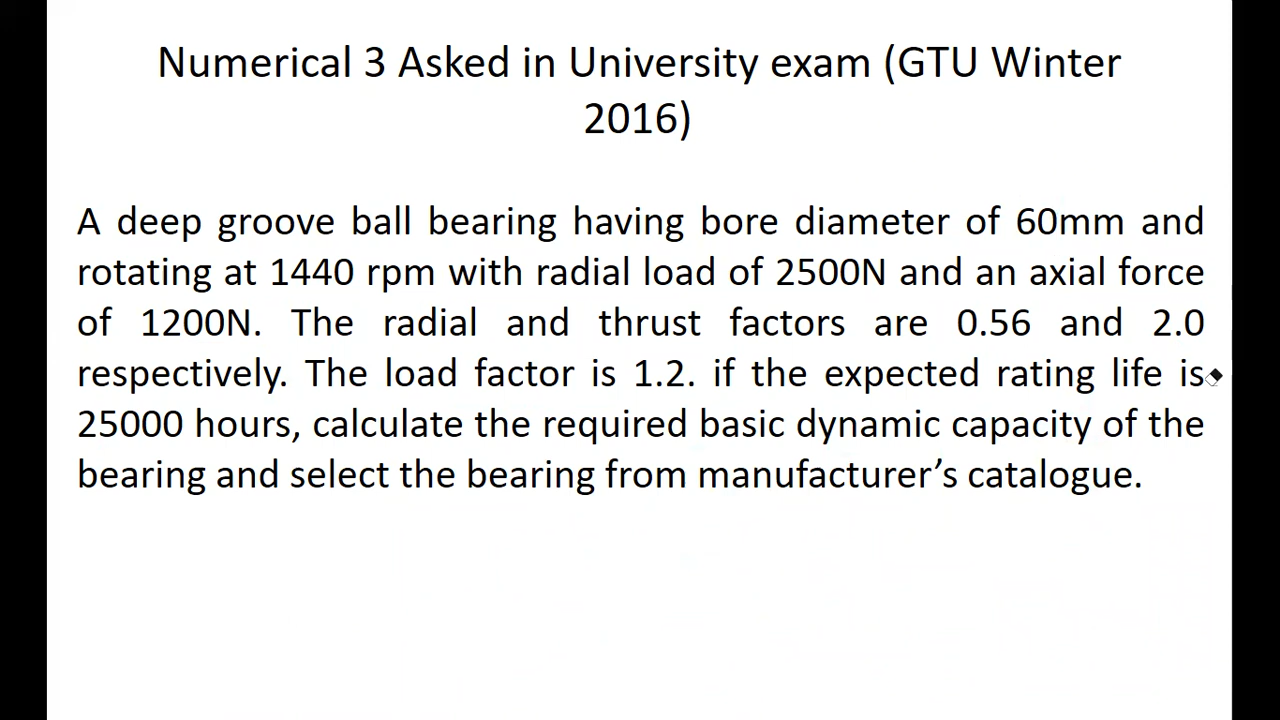 Numerical 3 Asked in University exam (GTU Winter
2016)
A deep groove ball bearing having bore diameter of 60mm and
rotating at 1440 rpm with radial load of 2500N and an axial force
of 1200N. The radial and thrust factors are 0.56 and 2.0
respectively. The load factor is 1.2. if the expected rating life is
25000 hours, calculate the required basic dynamic capacity of the
bearing and select the bearing from manufacturer’s catalogue.